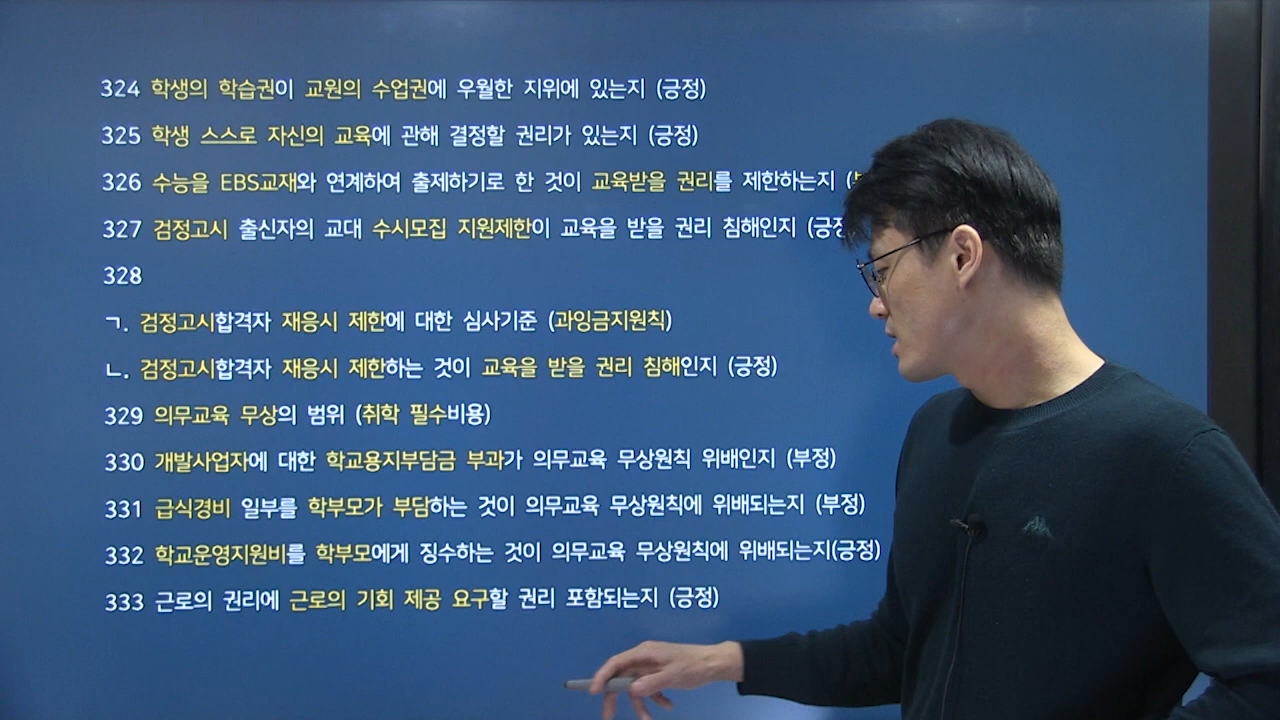 324 학생의 학습권이 교원의 수업권에 우월한 지위에 있는지 (긍정)
325 학생 스스로 자신의 교육에 관해 결정할 권리가 있는지 (긍정)
326 수능을 EBS교재와 연계하여 출제하기로 한 것이 교육받을 권리를 제한하는지
327 검정고시 출신자의 교대 수시모집 지원제한이 교육을 받을 권리 침해인지 (긍정
328
ㄱ. 검정고시합격자 재응시 제한에 대한 심사기준 (과잉금지원칙)
ㄴ. 검정고시합격자 재응시 제한하는 것이 교육을 받을 권리 침해인지 (긍정)
329 의무교육 무상의 범위 (취학 필수비용)
330 개발사업자에 대한 학교용지부담금 부과가 의무교육 무상원칙 위배인지 (부정)
331 급식경비 일부를 학부모가 부담하는 것이 의무교육 무상원칙에 위배되는지 (부정)
332 학교운영지원비를 학부모에게 징수하는 것이 의무교육 무상원칙에 위배되는지(긍정)
333 근로의 권리에 근로의 기회 제공 요구할 권리 포함되는지 (긍정)